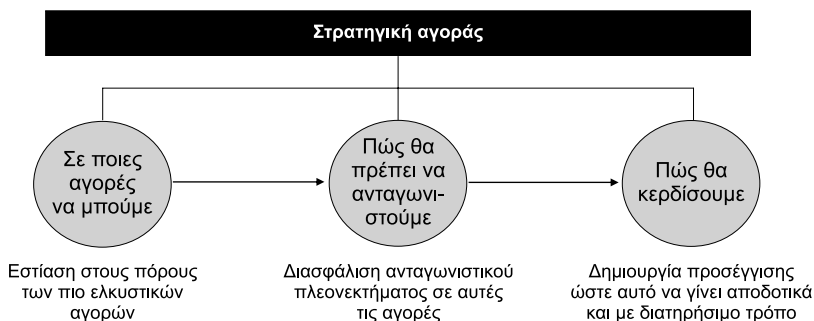 Στρατηγική αγοράς
Σε ποιες
αγορές
να μπούμε
Πώς θα
πρέπει να
ανταγωνι-
στούμε
Πώς θα
κερδίσουμε
Εστίαση στους πόρους
των πιο ελκυστικών
αγορών
Διασφάλιση ανταγωνιστικού
πλεονεκτήματος σε αυτές
τις αγορές
Δημιουργία προσέγγισης
ώστε αυτό να γίνει αποδοτικά
και με διατηρήσιμο τρόπο